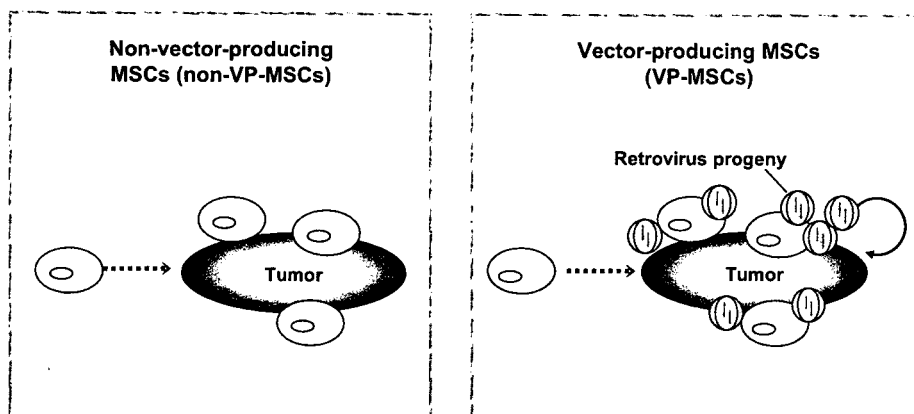 Non-vector-producing
MSCs (non-VP-MSCs)
Tumor
Vector-producing MSCs
(VP-MSCs)
Retrovirus progeny
Tumor